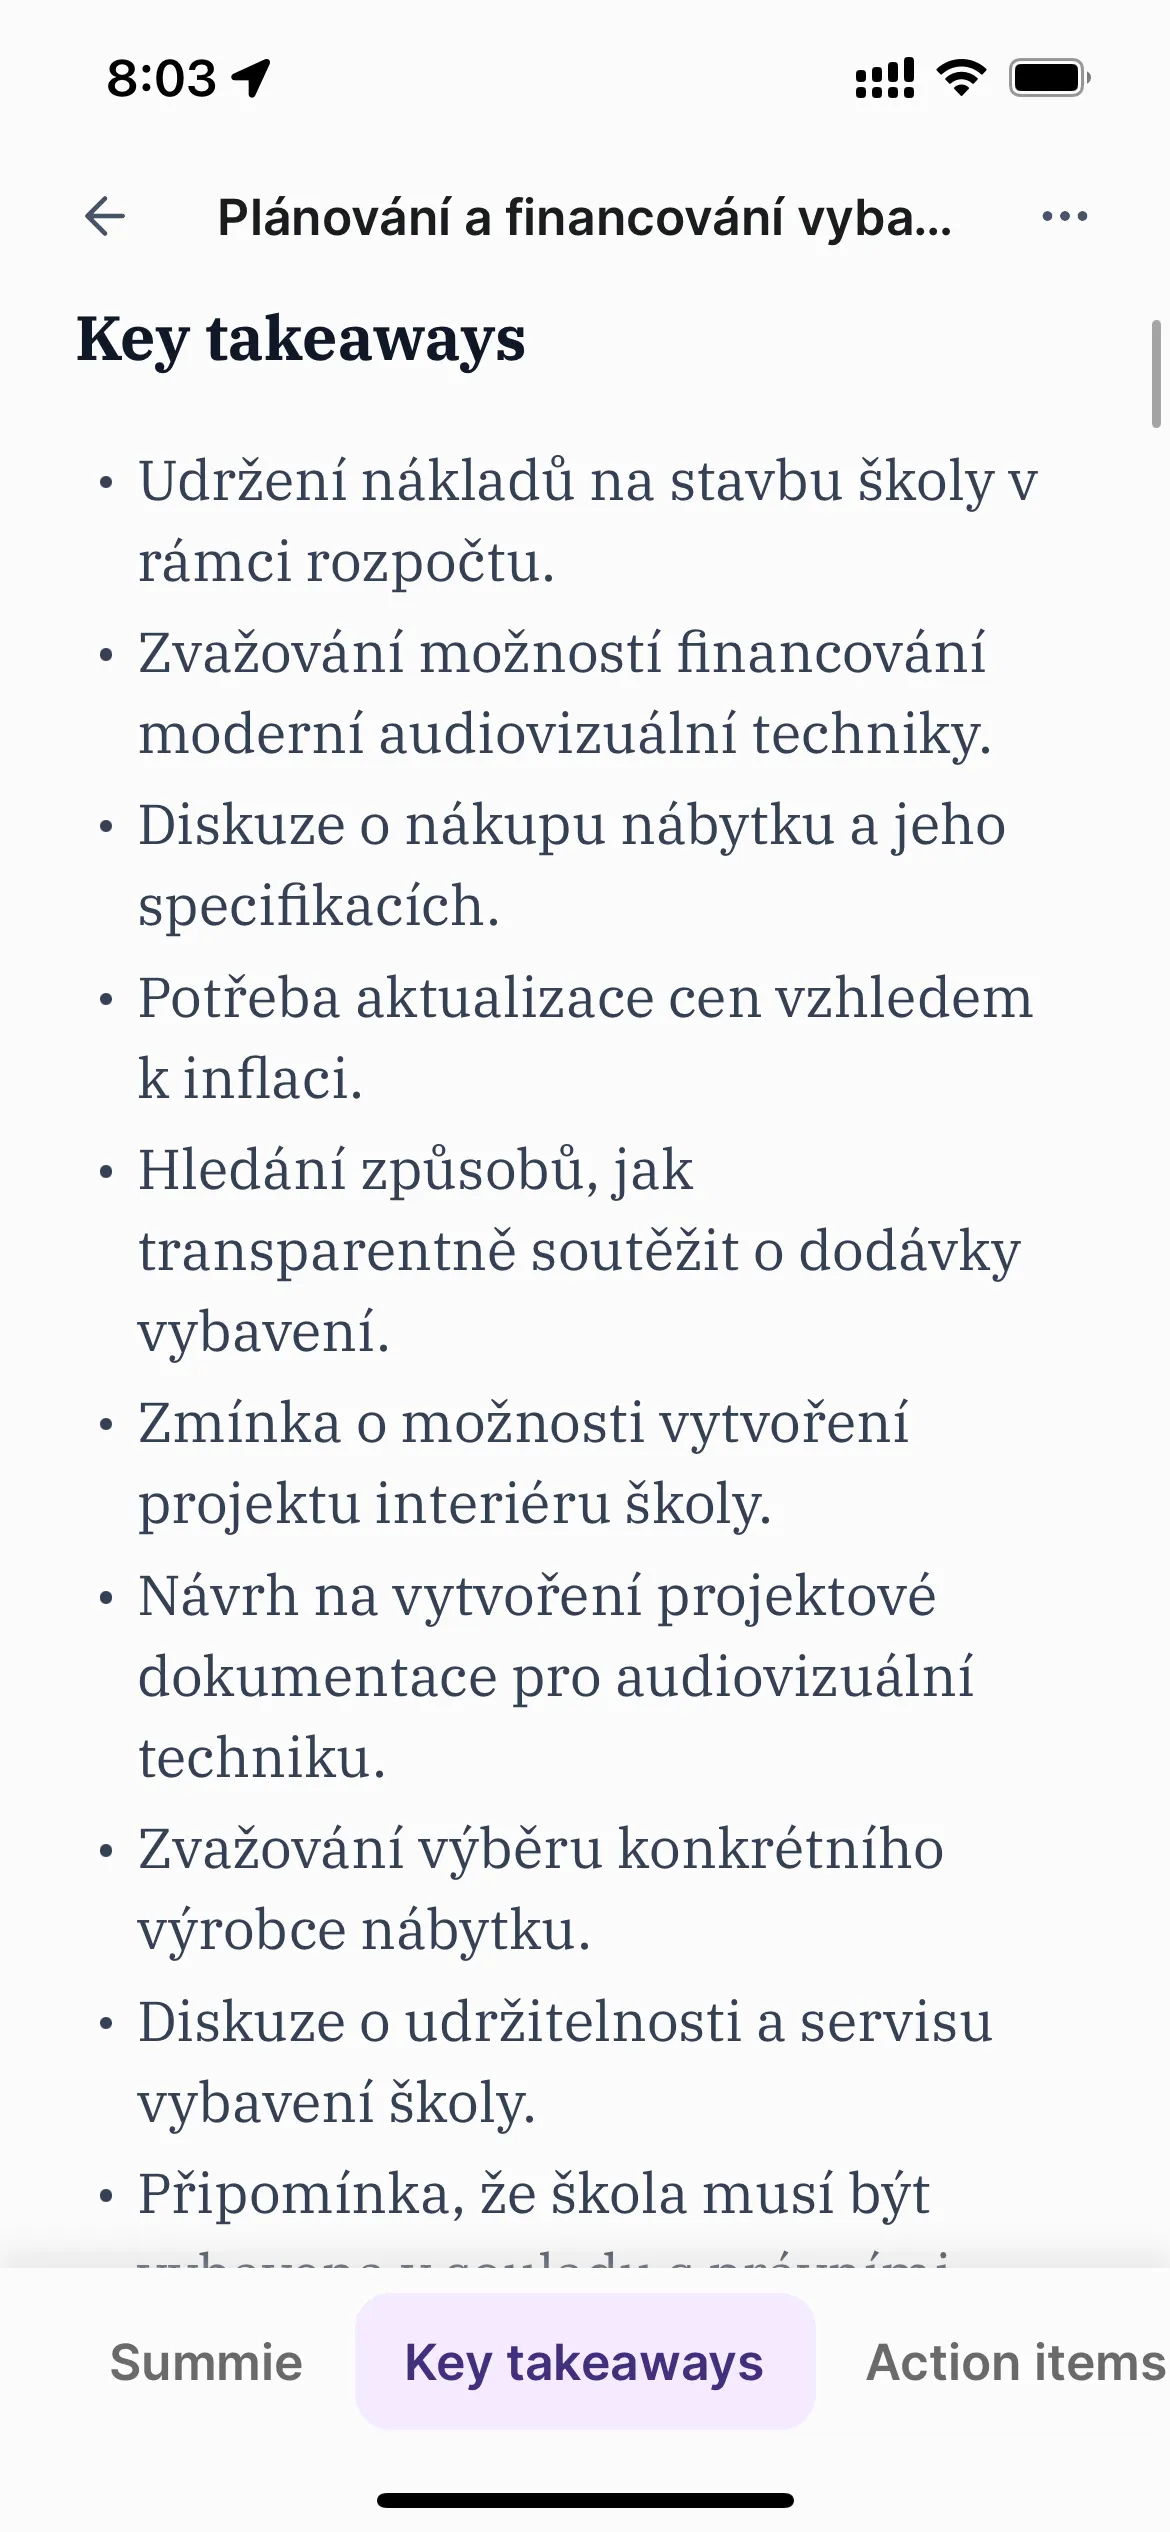 8:03
Plánování a financování vyba...
Key takeaways
• Udržení nákladů na stavbu školy v
rámci rozpočtu.
• Zvažování možností financování
moderní audiovizuální techniky.
• Diskuze o nákupu nábytku a jeho
specifikacích.
• Potřeba aktualizace cen vzhledem
k inflaci.
• Hledání způsobů, jak
transparentně soutěžit o dodávky
vybavení.
• Zmínka o možnosti vytvoření
projektu interiéru školy.
• Návrh na vytvoření projektové
dokumentace pro audiovizuální
techniku.
• Zvažování výběru konkrétního
výrobce nábytku.
• Diskuze o udržitelnosti a servisu
vybavení školy.
• Připomínka, že škola musí být
vybavena v souladu s právními
Summie
Key takeaways
Action items